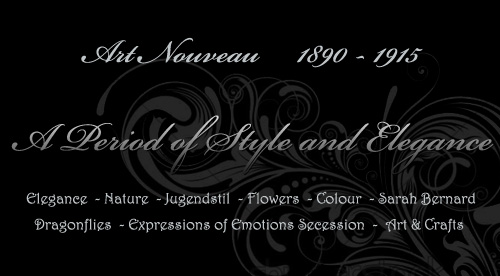 Art Nouveau 1890 - 1915
A Period of Style and Elegance
Elegance - Nature - Jugendstil - Flowers - Colour - Sarah Bernard
Dragonflies - Expressions of Emotions Secession - Art & Crafts